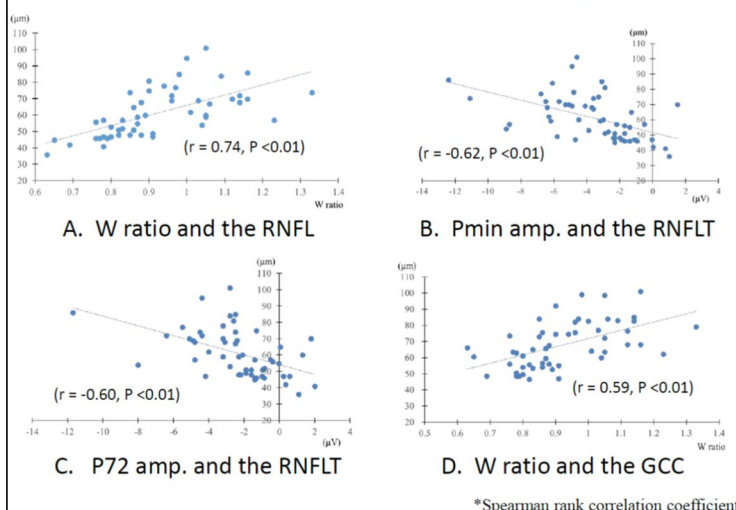 (μm)
110
100
90
80
70
60
50
40
30
20
0.6 0.7 0.8 0.9 1 1.1 1.2 1.3 1.4
W ratio
(r = 0.74, P <0.01)
A. W ratio and the RNFL
(μm)
110
100
90
80
70
60
50
40
30
20
-14 -12 -10 -8 -6 -4 -2 0 2 4
(μV)
(r = -0.62, P <0.01)
B. Pmin amp. and the RNFLT
(μm)
110
100
90
80
70
60
50
40
30
20
-14 -12 -10 -8 -6 -4 -2 0 2 4
(μV)
(r = -0.60, P <0.01)
C. P72 amp. and the RNFLT
(μm)
110
100
90
80
70
60
50
40
30
20
0.5 0.6 0.7 0.8 0.9 1 1.1 1.2 1.3 1.4
W ratio
(r = 0.59, P <0.01)
D. W ratio and the GCC
*Spearman rank correlation coefficient